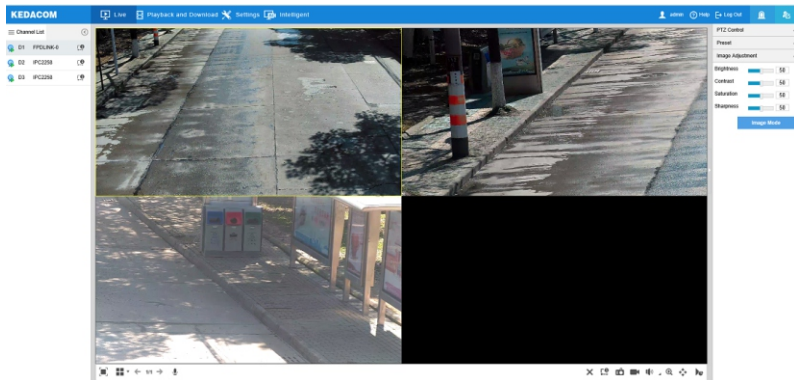 KEDACOM Live Playback and Download Settings Intelligent admin Help Log Out
Channel List
D1 FPDLINK-0
D2 IPC2250
D3 IPC2250
PTZ Control
Preset
Image Adjustment
Brightness 50
Contrast 50
Saturation 50
Sharpness 50
Image Mode
1/1